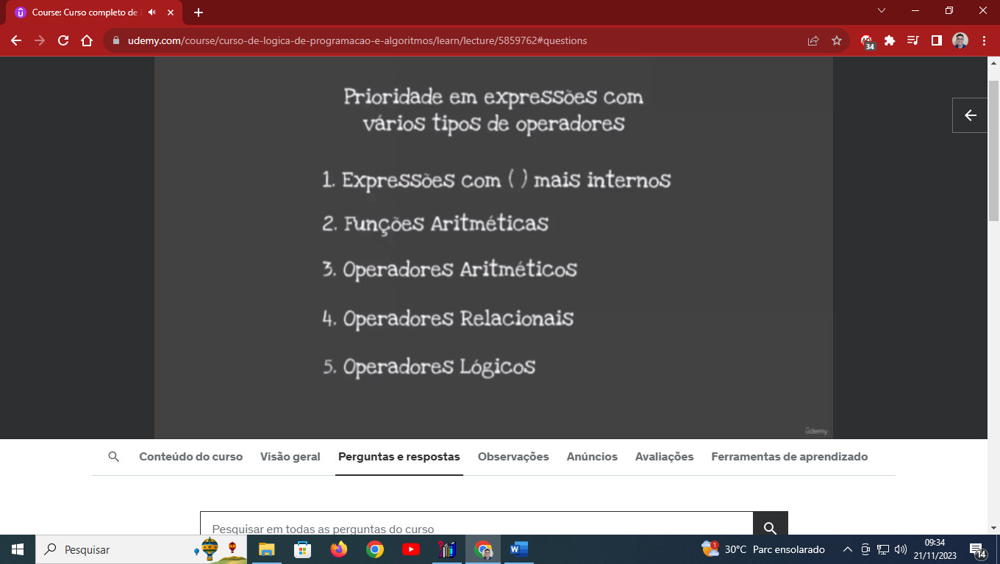 Course: Curso completo de
udemy.com/course/curso-de-logica-de-programacao-e-algoritmos/learn/lecture/5859762#questions
34
Prioridade em expressões com
vários tipos de operadores
1. Expressões com ( ) mais internos
2. Funções Aritméticas
3. Operadores Aritméticos
4. Operadores Relacionais
5. Operadores Lógicos
ûdemy
Conteúdo do curso Visão geral Perguntas e respostas Observações Anúncios Avaliações Ferramentas de aprendizado
Pesquisar em todas as perguntas do curso
Pesquisar
1 30°C Parc ensolarado
09:34
21/11/2023
14